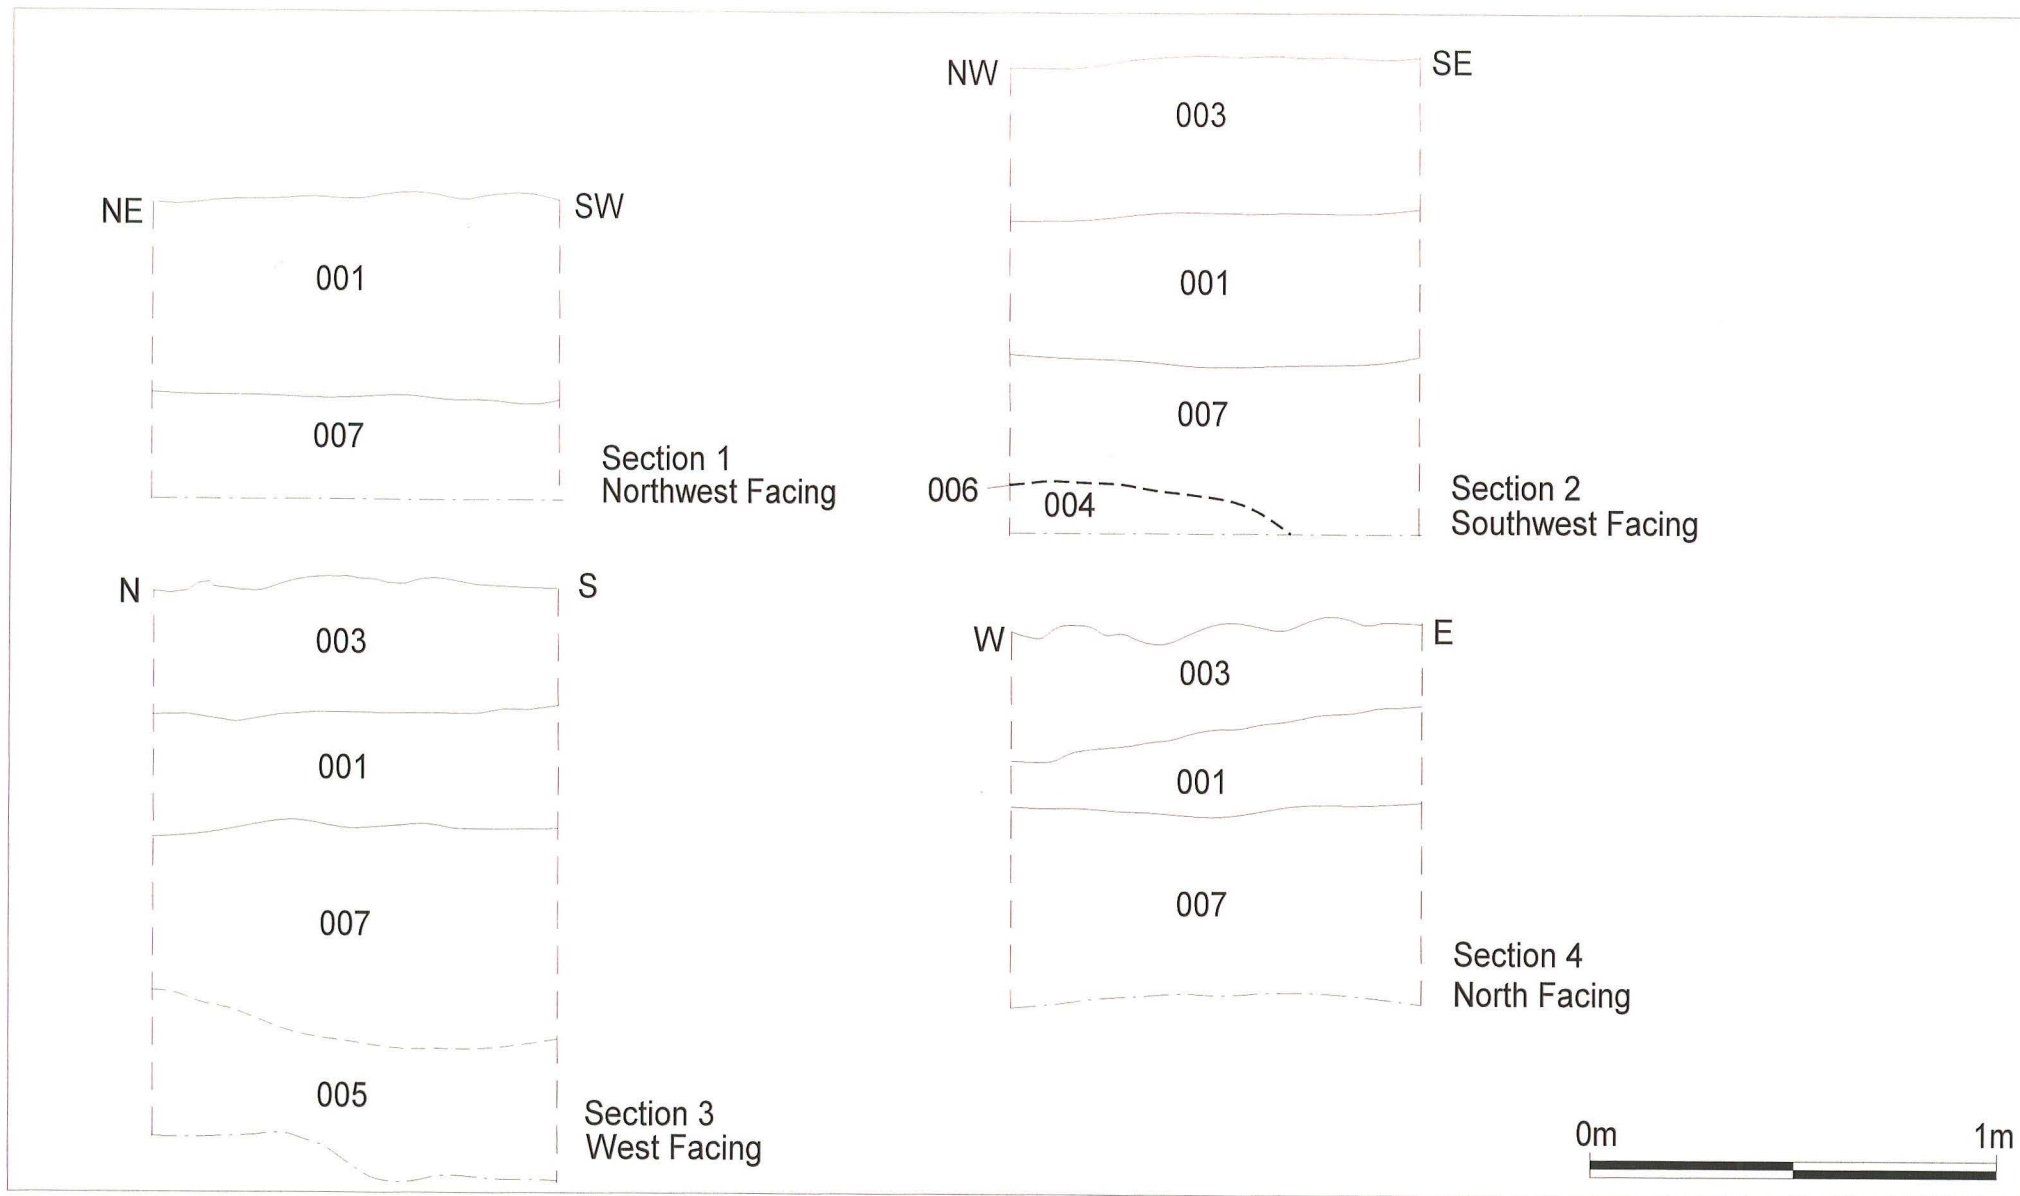 NE
SW
001
007
Section 1
Northwest Facing
NW
SE
003
001
007
006
004
Section 2
Southwest Facing
N
S
003
001
007
005
Section 3
West Facing
W
E
003
001
007
Section 4
North Facing
0m
1m